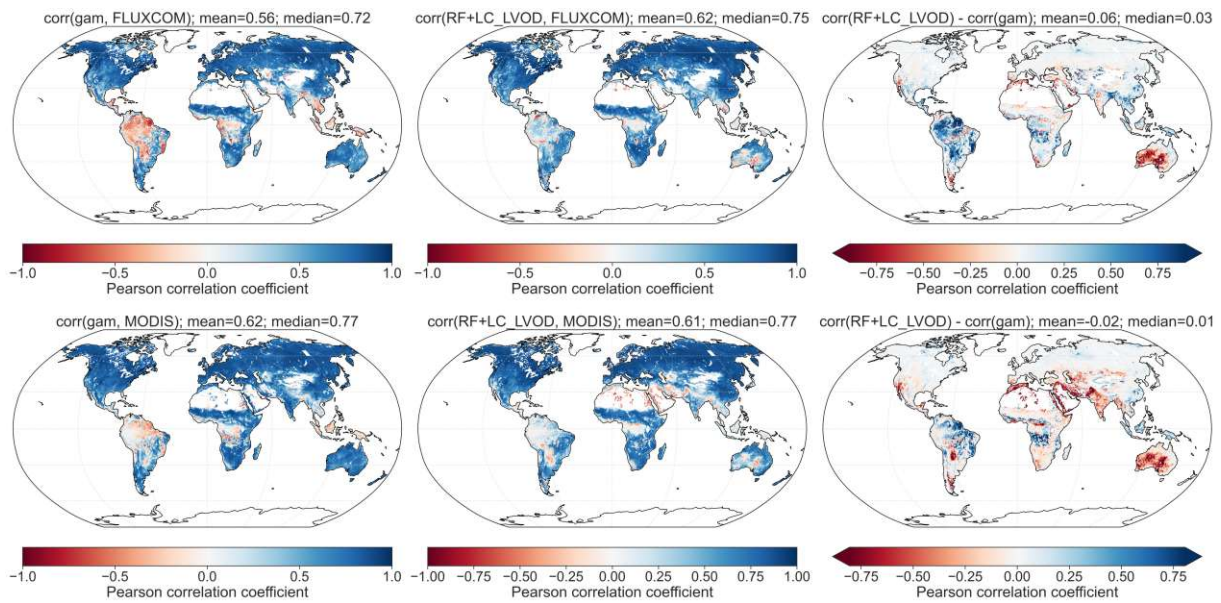 corr(gam, FLUXCOM); mean=0.56; median=0.72
corr(RF+LC_LVOD, FLUXCOM); mean=0.62; median=0.75
corr(RF+LC_LVOD) - corr(gam); mean=0.06; median=0.03
−1.0 −0.5 0.0 0.5 1.0
Pearson correlation coefficient
−1.0 −0.5 0.0 0.5 1.0
Pearson correlation coefficient
−0.75 −0.50 −0.25 0.00 0.25 0.50 0.75
Pearson correlation coefficient
corr(gam, MODIS); mean=0.62; median=0.77
corr(RF+LC_LVOD, MODIS); mean=0.61; median=0.77
corr(RF+LC_LVOD) - corr(gam); mean=-0.02; median=0.01
−1.0 −0.5 0.0 0.5 1.0
Pearson correlation coefficient
−1.00 −0.75 −0.50 −0.25 0.00 0.25 0.50 0.75 1.00
Pearson correlation coefficient
−0.75 −0.50 −0.25 0.00 0.25 0.50 0.75
Pearson correlation coefficient